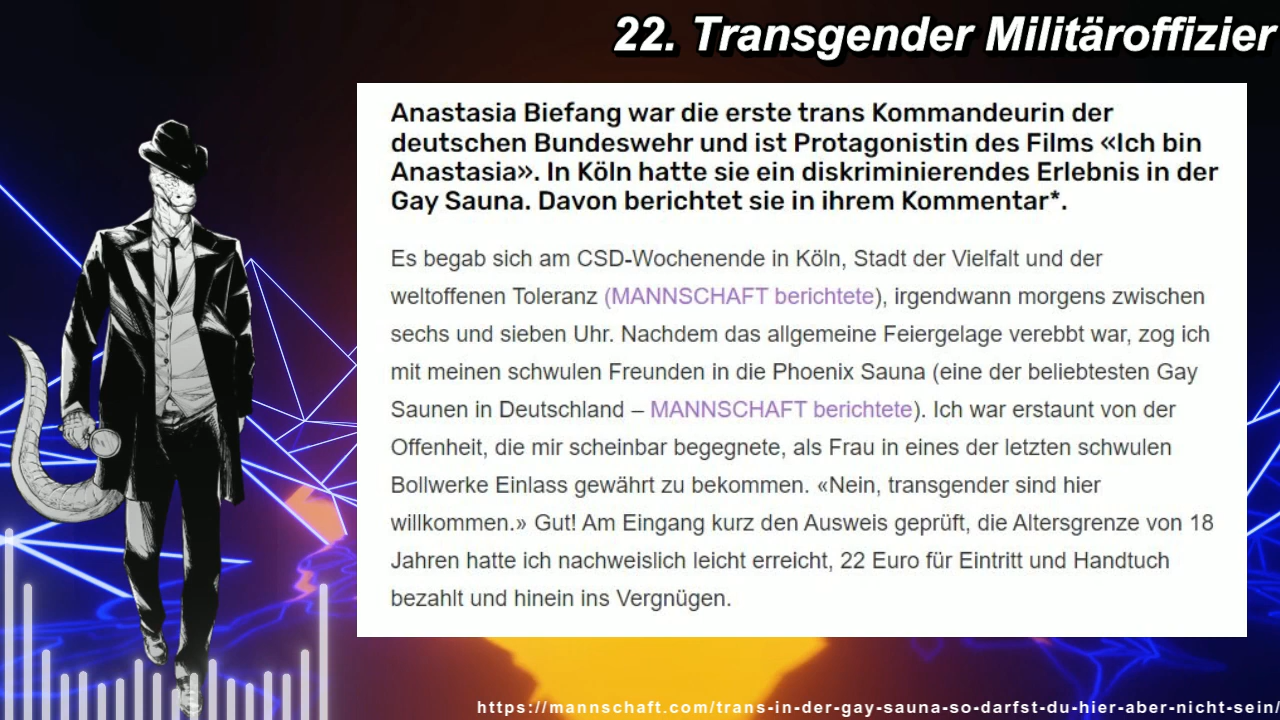 22. Transgender Militäroffizier
Anastasia Biefang war die erste trans Kommandeurin der
deutschen Bundeswehr und ist Protagonistin des Films «Ich bin
Anastasia». In Köln hatte sie ein diskriminierendes Erlebnis in der
Gay Sauna. Davon berichtet sie in ihrem Kommentar*.
Es begab sich am CSD-Wochenende in Köln, Stadt der Vielfalt und der
weltoffenen Toleranz (MANNSCHAFT berichtete), irgendwann morgens zwischen
sechs und sieben Uhr. Nachdem das allgemeine Feiergelage verebbt war, zog ich
mit meinen schwulen Freunden in die Phoenix Sauna (eine der beliebtesten Gay
Saunen in Deutschland – MANNSCHAFT berichtete). Ich war erstaunt von der
Offenheit, die mir scheinbar begegnete, als Frau in eines der letzten schwulen
Bollwerke Einlass gewährt zu bekommen. «Nein, transgender sind hier
willkommen.» Gut! Am Eingang kurz den Ausweis geprüft, die Altersgrenze von 18
Jahren hatte ich nachweislich leicht erreicht, 22 Euro für Eintritt und Handtuch
bezahlt und hinein ins Vergnügen.
https://mannschaft.com/trans-in-der-gay-sauna-so-darfst-du-hier-aber-nicht-sein/